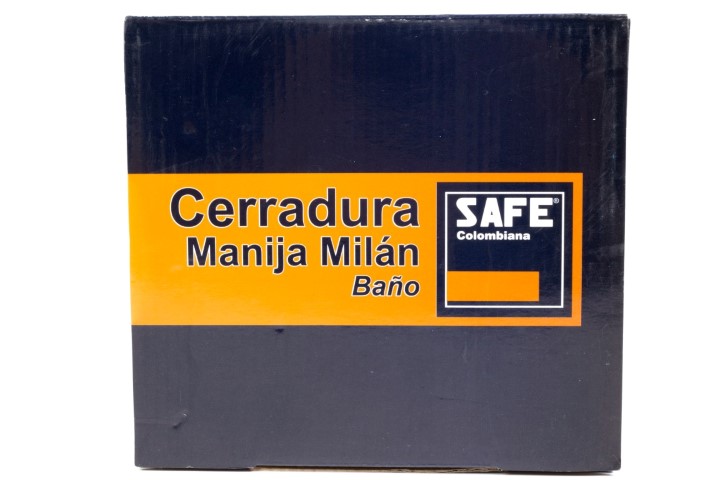 Cerradura
Manija Milán
Baño
SAFE®
Colombiana